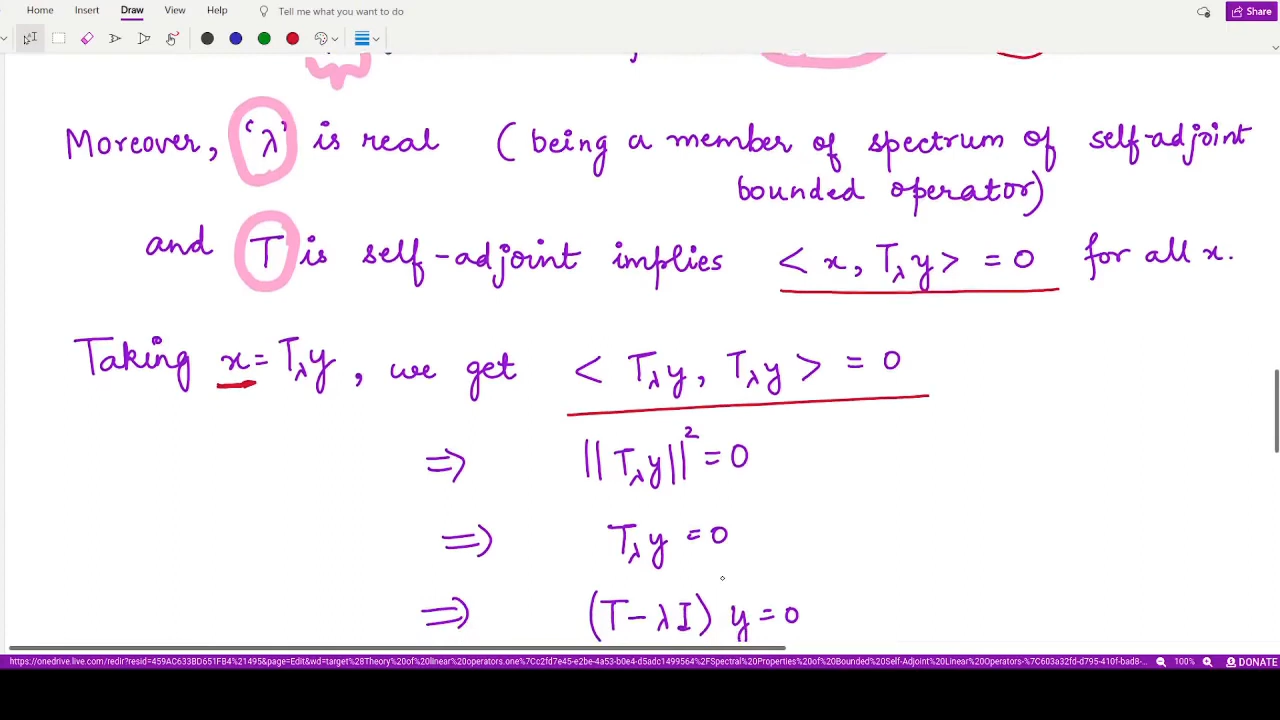 Home Insert Draw View Help Tell me what you want to do
Share
Moreover, 'λ' is real (being a member of spectrum of self-adjoint
bounded operator)
and T is self-adjoint implies < x, T_λ y > = 0 for all x.
Taking x = T_λ y, we get < T_λ y, T_λ y > = 0
⇒ || T_λ y ||² = 0
⇒ T_λ y = 0
⇒ (T - λI) y = 0
100%
DONATE